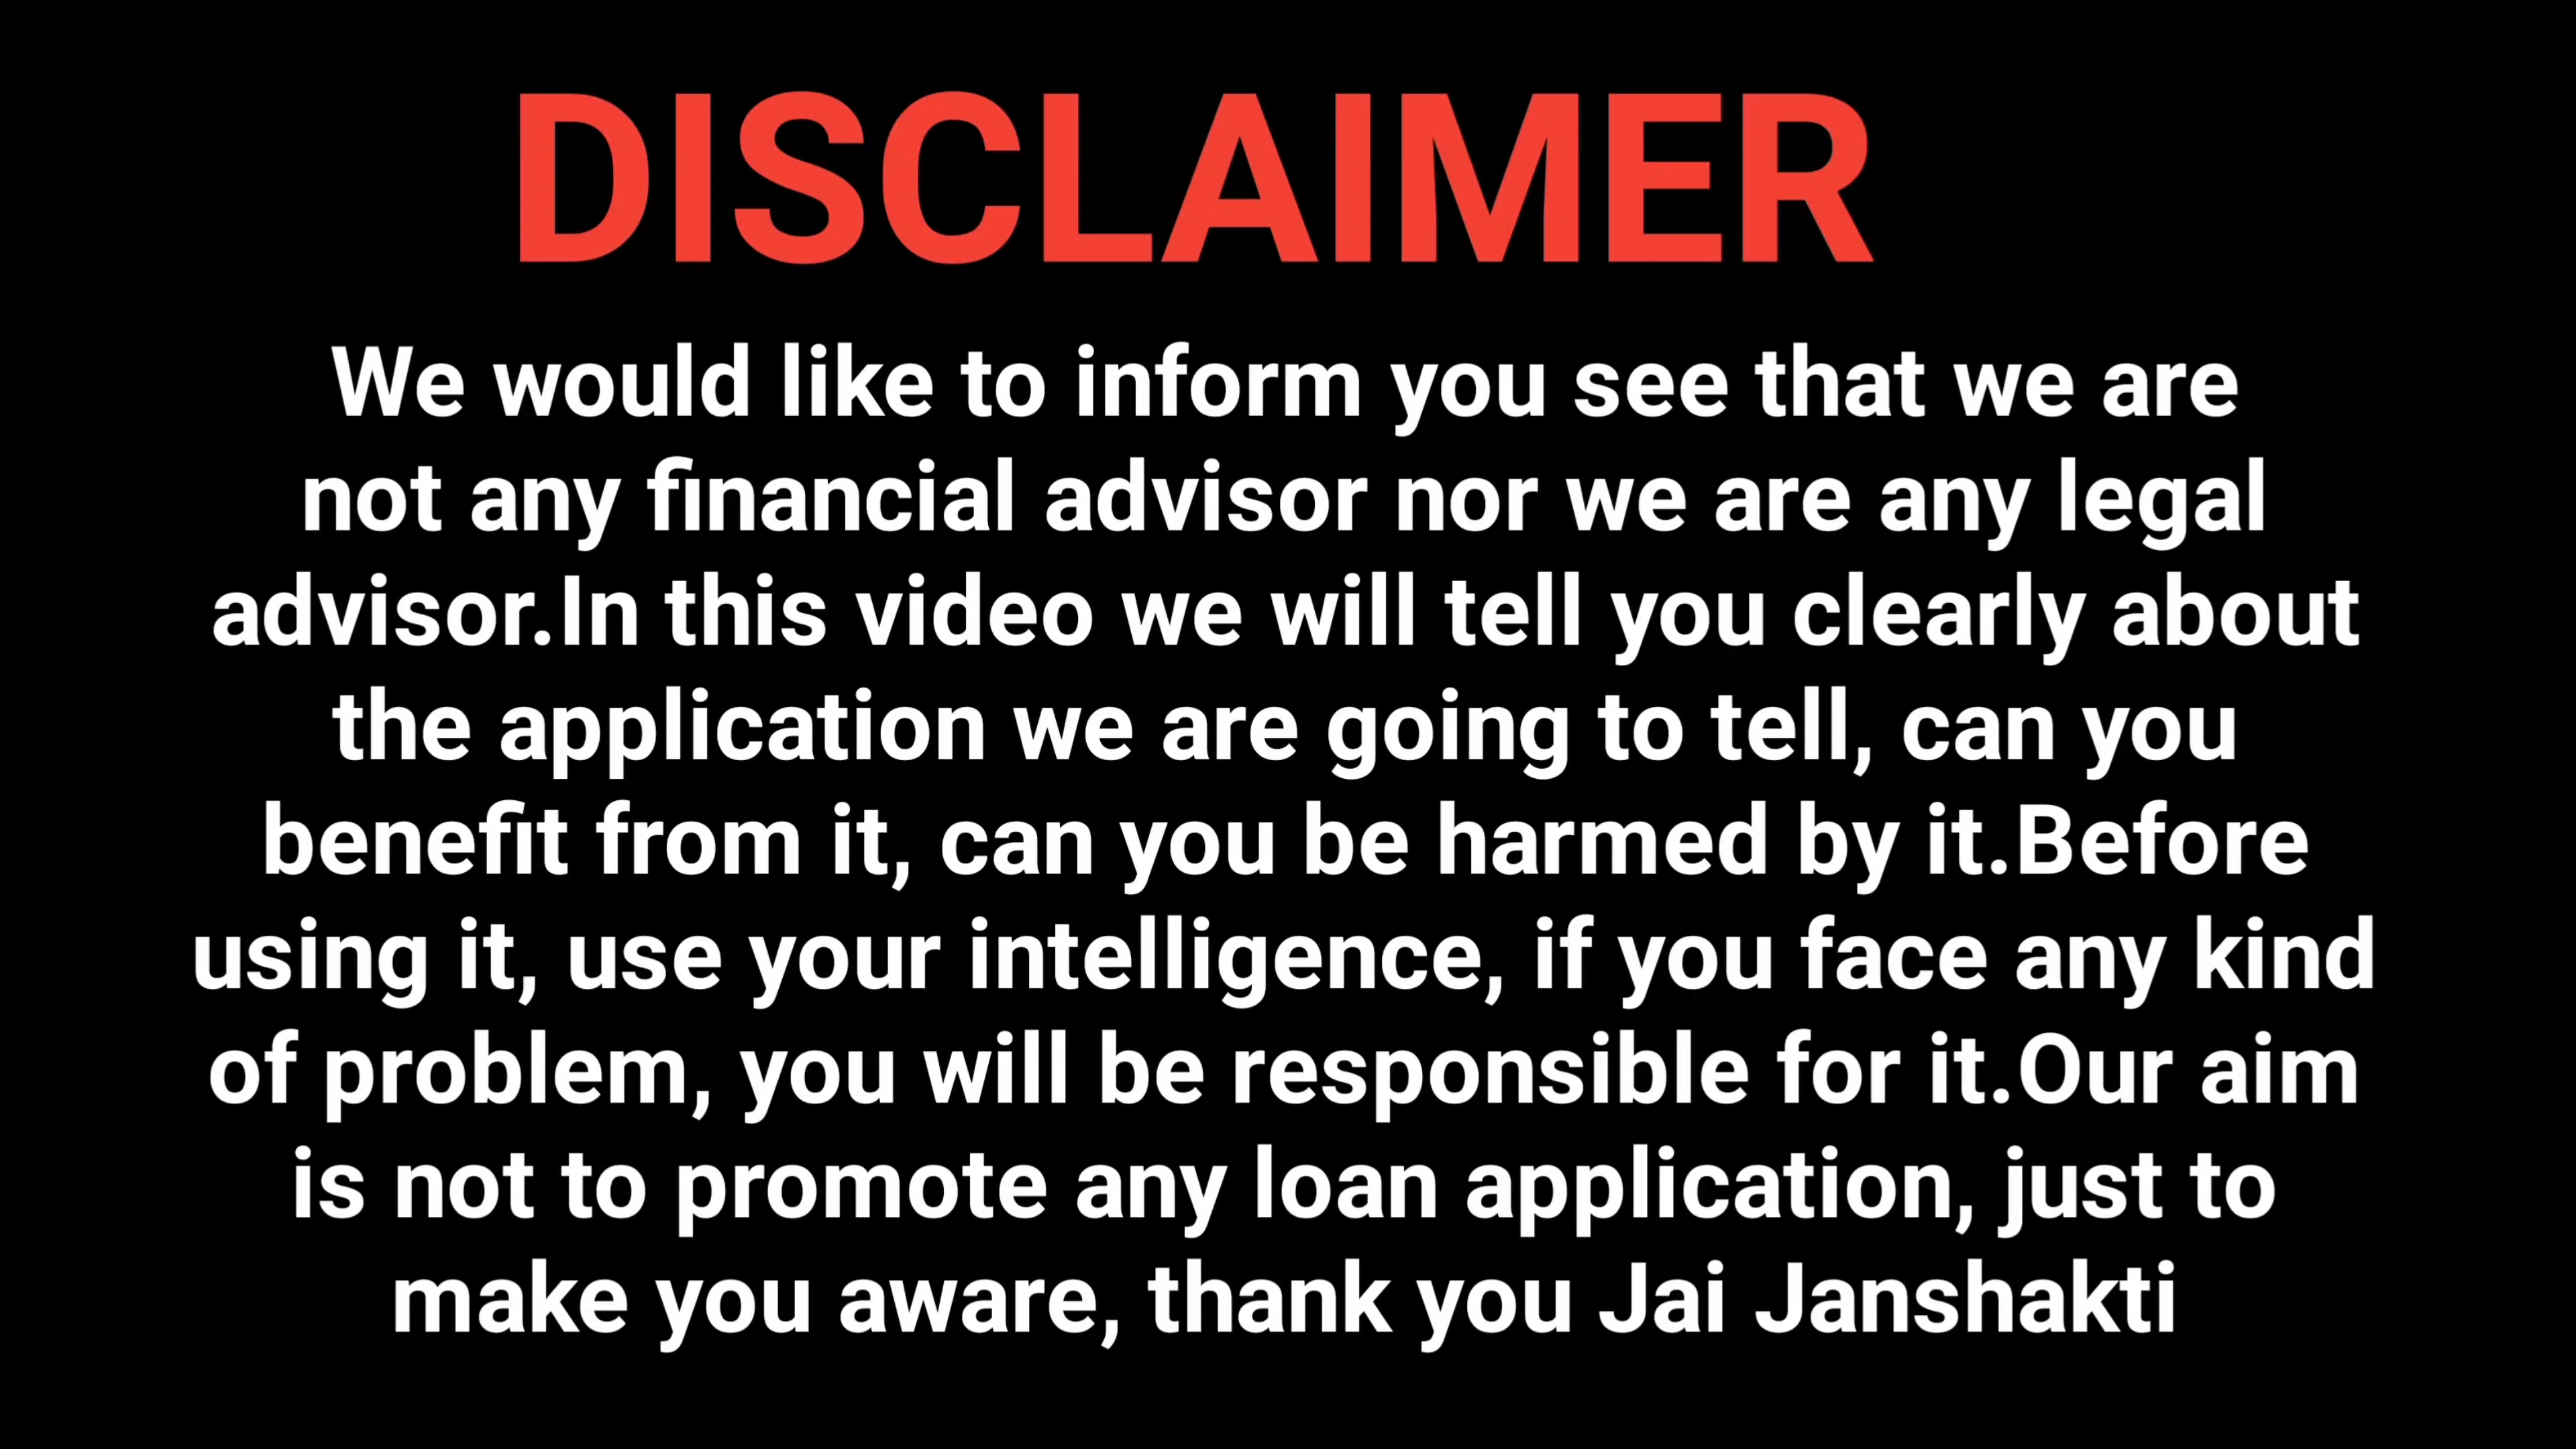 DISCLAIMER
We would like to inform you see that we are
not any financial advisor nor we are any legal
advisor.In this video we will tell you clearly about
the application we are going to tell, can you
benefit from it, can you be harmed by it.Before
using it, use your intelligence, if you face any kind
of problem, you will be responsible for it.Our aim
is not to promote any loan application, just to
make you aware, thank you Jai Janshakti